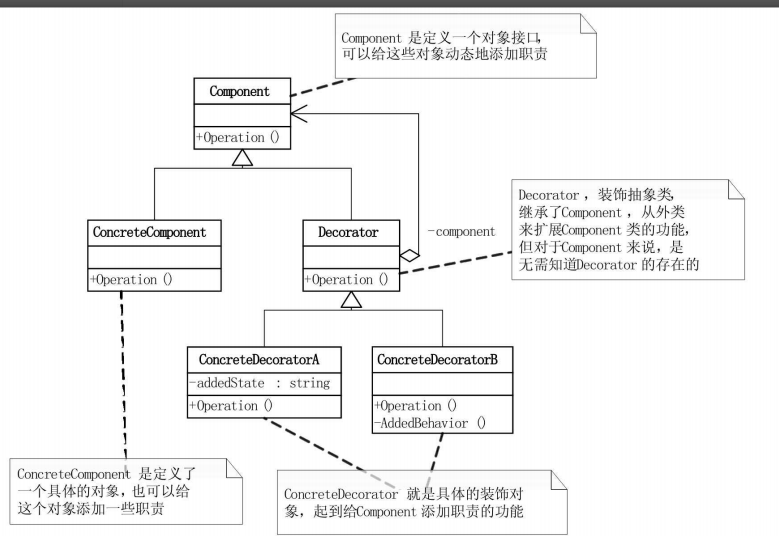 Component 是定义一个对象接口,
可以给这些对象动态地添加职责
Component
+Operation()
Decorator , 装饰抽象类,
继承了Component , 从外类
来扩展Component 类的功能,
但对于Component 来说, 是
无需知道Decorator 的存在的
ConcreteComponent
+Operation()
Decorator
+Operation()
-component
ConcreteDecoratorA
-addedState : string
+Operation()
ConcreteDecoratorB
+Operation()
-AddedBehavior()
ConcreteComponent 是定义了
一个具体的对象, 也可以给
这个对象添加一些职责
ConcreteDecorator 就是具体的装饰对
象, 起到给Component 添加职责的功能